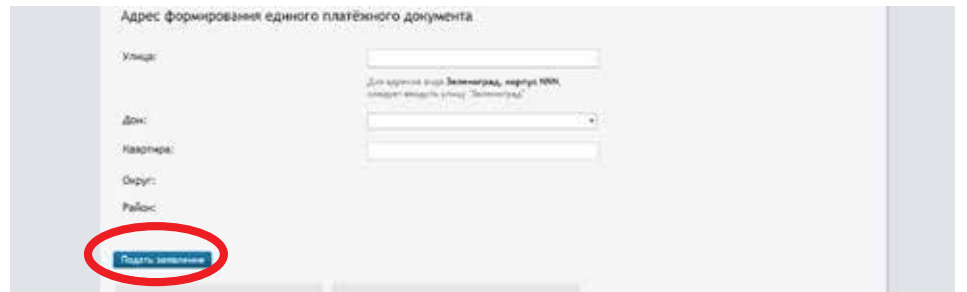 Адрес формирования единого платёжного документа
Улица:
Для адресов вида Зеленоград, корпус NNN,
следует вводить улицу "Зеленоград"
Дом:
Квартира:
Округ:
Район:
Подать заявление